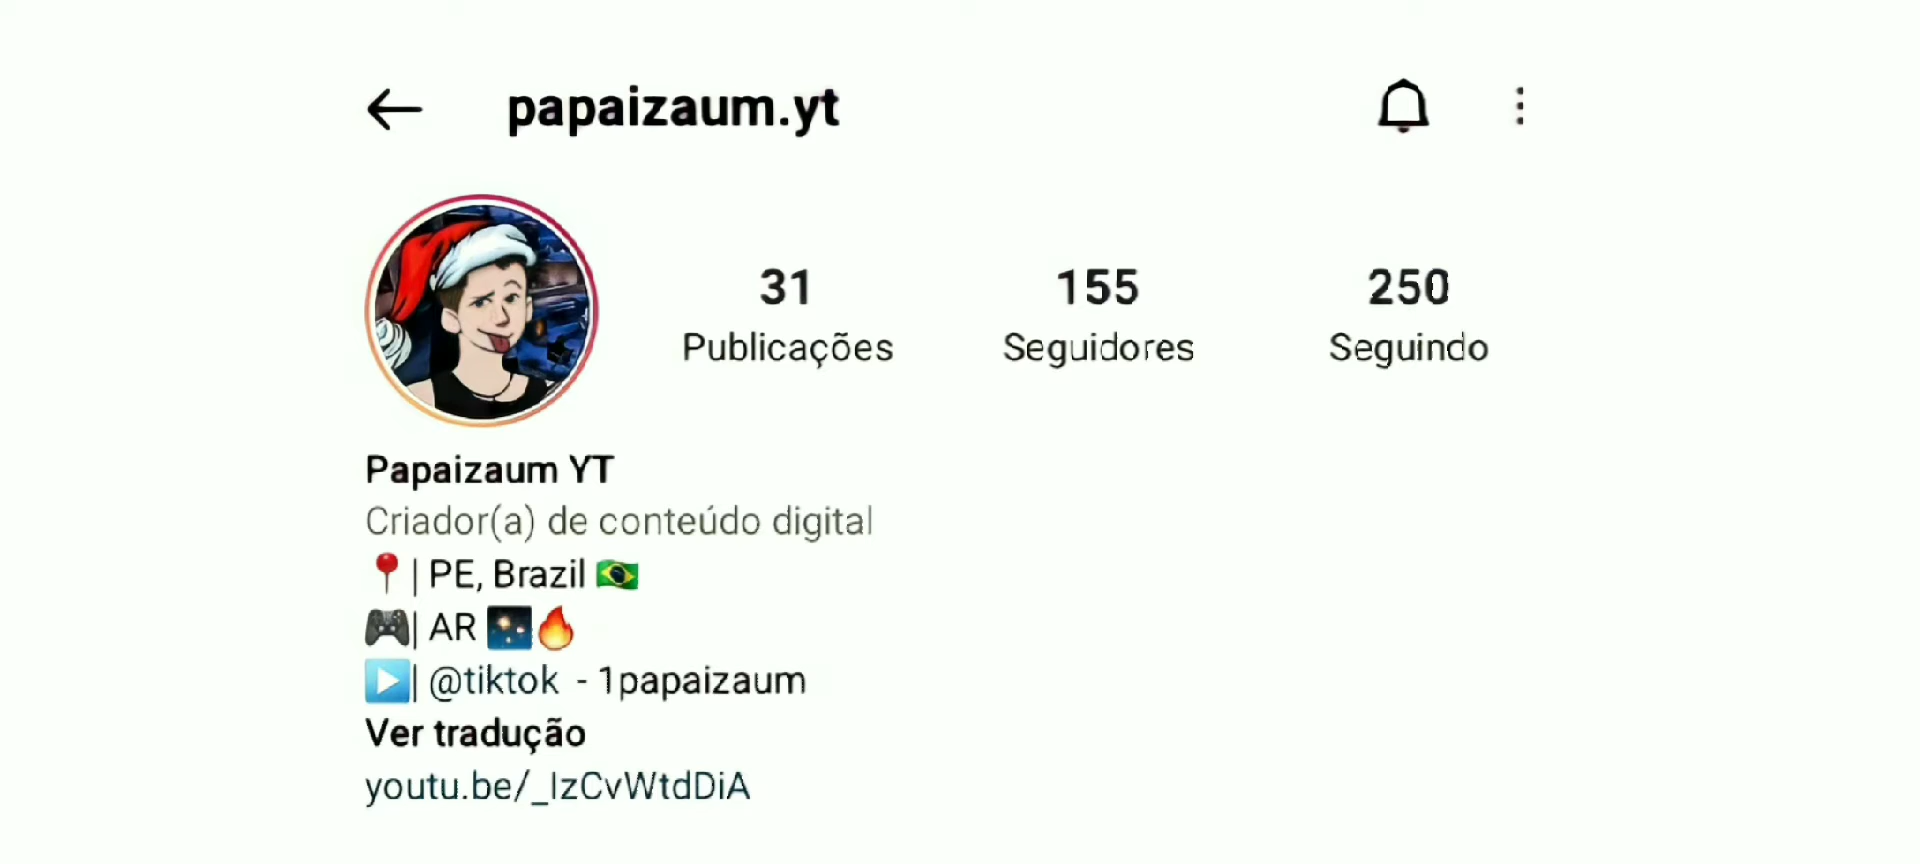 papaizaum.yt
31 155 250
Publicações Seguidores Seguindo
Papaizaum YT
Criador(a) de conteúdo digital
📍| PE, Brazil 🇧🇷
🎮| AR 🎇🔥
▶️| @tiktok - 1papaizaum
Ver tradução
youtu.be/_IzCvWtdDiA